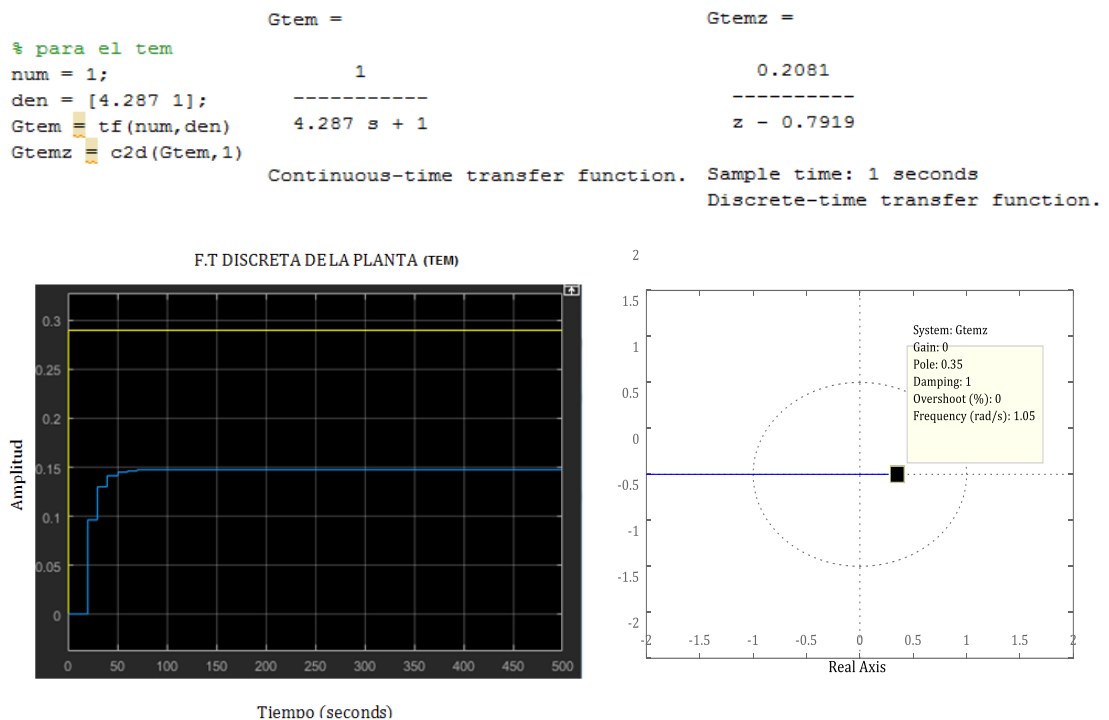 % para el tem
num = 1;
den = [4.287 1];
Gtem = tf(num,den)
Gtemz = c2d(Gtem,1)
Gtem =
1
-----------
4.287 s + 1
Continuous-time transfer function.
Gtemz =
0.2081
----------
z - 0.7919
Sample time: 1 seconds
Discrete-time transfer function.
F.T DISCRETA DE LA PLANTA (TEM)
Amplitud
0.3
0.25
0.2
0.15
0.1
0.05
0
0 50 100 150 200 250 300 350 400 450 500
Tiempo (seconds)
2
1.5
1
0.5
0
-0.5
-1
-1.5
-2
System: Gtemz
Gain: 0
Pole: 0.35
Damping: 1
Overshoot (%): 0
Frequency (rad/s): 1.05
-2 -1.5 -1 -0.5 0 0.5 1 1.5 2
Real Axis